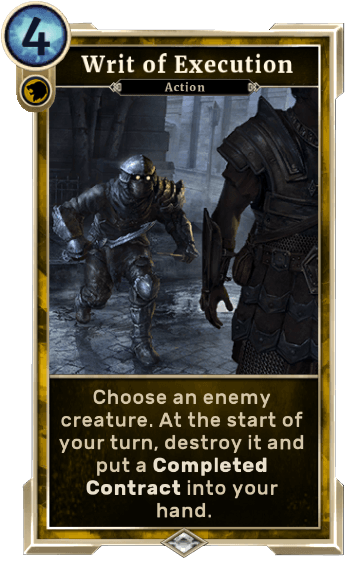 4
Writ of Execution
Action
Choose an enemy
creature. At the start of
your turn, destroy it and
put a Completed
Contract into your
hand.